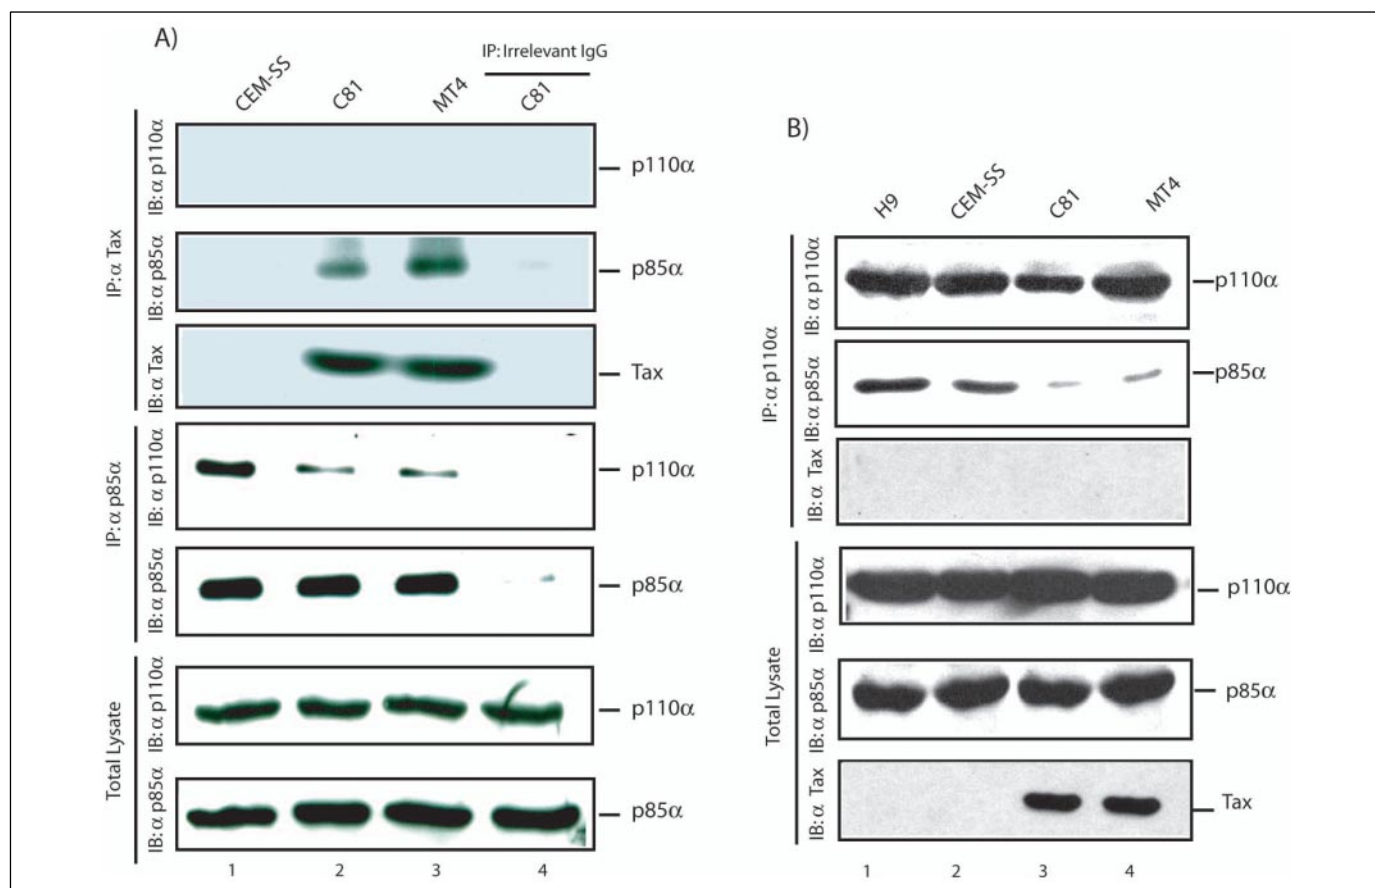 A)
IP: Irrelevant IgG
CEM-SS
C81
MT4
C81
IP: α Tax
IB: α p110α
p110α
IB: α p85α
p85α
IB: α Tax
Tax
IP: α p85α
IB: α p110α
p110α
IB: α p85α
p85α
Total Lysate
IB: α p110α
p110α
IB: α p85α
p85α
1 2 3 4
B)
H9
CEM-SS
C81
MT4
IP: α p110α
IB: α p110α
p110α
IB: α p85α
p85α
IB: α Tax
Total Lysate
IB: α p110α
p110α
IB: α p85α
p85α
IB: α Tax
Tax
1 2 3 4